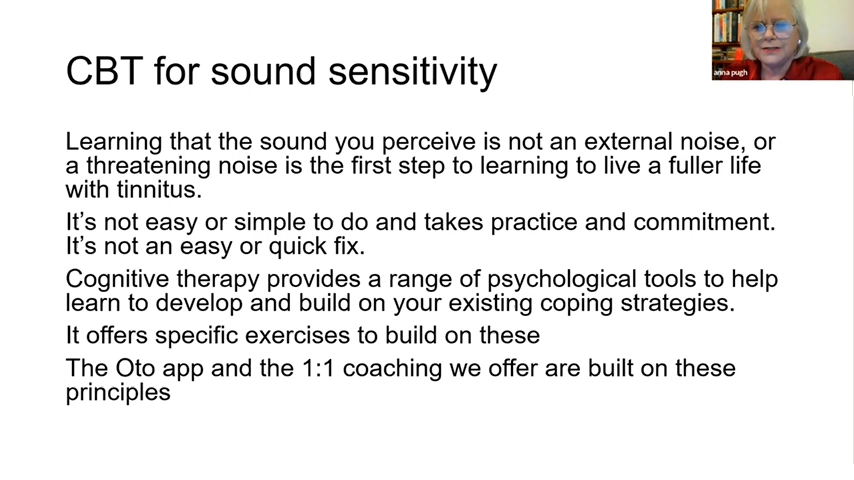 CBT for sound sensitivity
anna pugh
Learning that the sound you perceive is not an external noise, or
a threatening noise is the first step to learning to live a fuller life
with tinnitus.
It’s not easy or simple to do and takes practice and commitment.
It’s not an easy or quick fix.
Cognitive therapy provides a range of psychological tools to help
learn to develop and build on your existing coping strategies.
It offers specific exercises to build on these
The Oto app and the 1:1 coaching we offer are built on these
principles